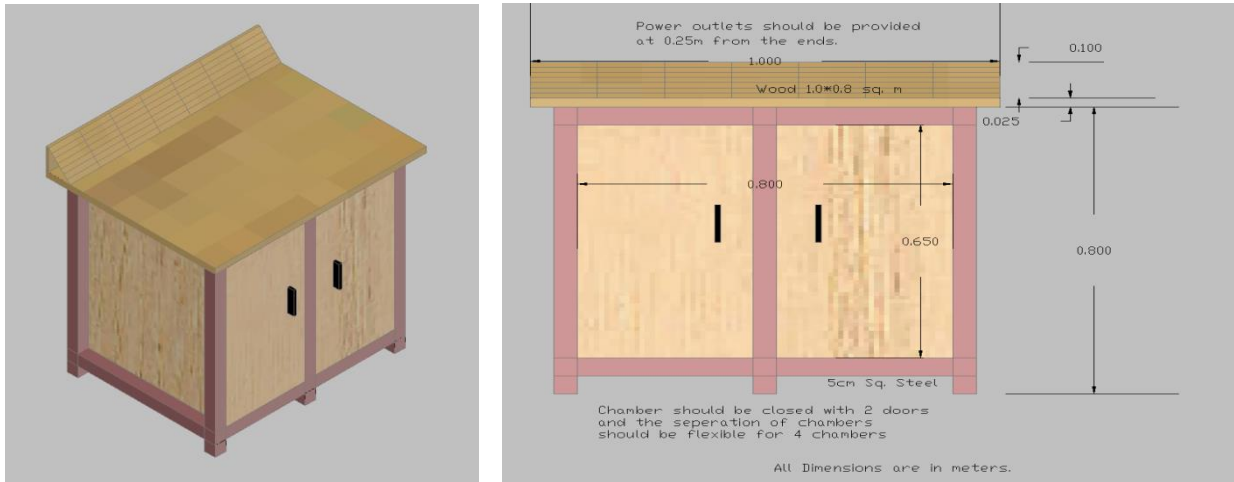 Power outlets should be provided
at 0.25m from the ends.
0.100
1.000
Wood 1.0*0.8 sq. m
0.025
0.800
0.650
0.800
5cm Sq. Steel
Chamber should be closed with 2 doors
and the seperation of chambers
should be flexible for 4 chambers
All Dimensions are in meters.